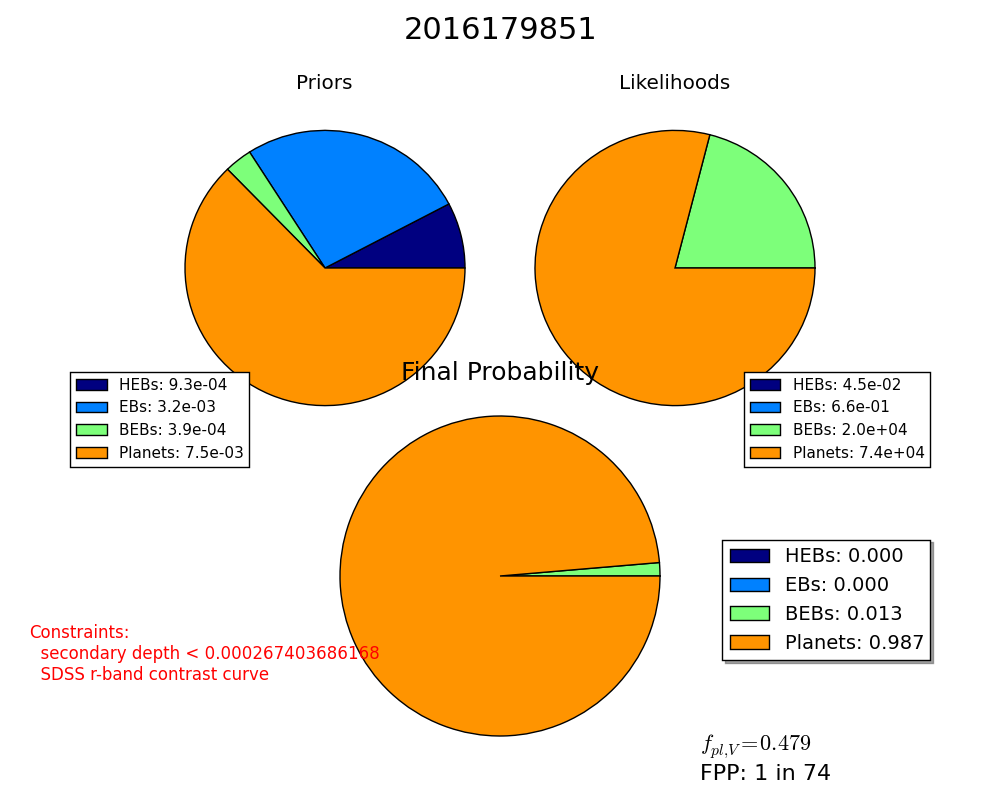 2016179851
Priors
Likelihoods
HEBs: 9.3e-04
EBs: 3.2e-03
BEBs: 3.9e-04
Planets: 7.5e-03
HEBs: 4.5e-02
EBs: 6.6e-01
BEBs: 2.0e+04
Planets: 7.4e+04
Final Probability
HEBs: 0.000
EBs: 0.000
BEBs: 0.013
Planets: 0.987
Constraints:
secondary depth < 0.000267403686168
SDSS r-band contrast curve
f_{pl,V}=0.479
FPP: 1 in 74